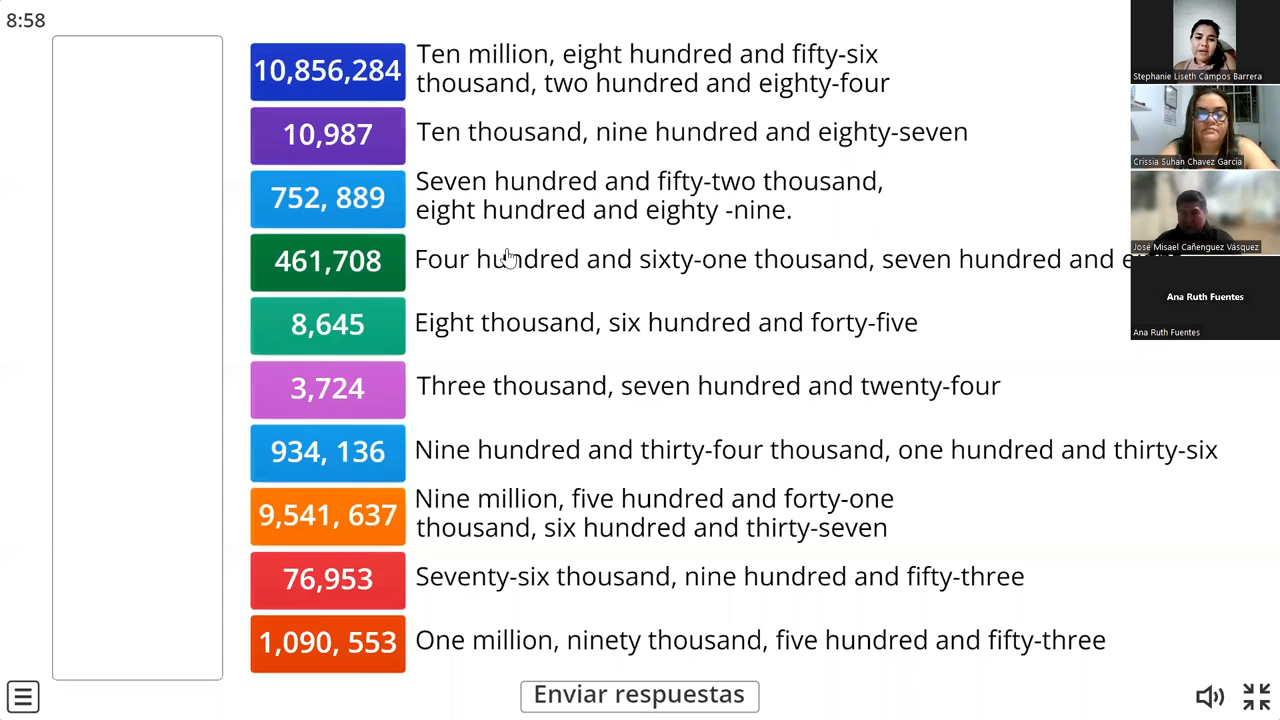 8:58
10,856,284
Ten million, eight hundred and fifty-six
thousand, two hundred and eighty-four
10,987
Ten thousand, nine hundred and eighty-seven
752, 889
Seven hundred and fifty-two thousand,
eight hundred and eighty -nine.
461,708
Four hundred and sixty-one thousand, seven hundred and
8,645
Eight thousand, six hundred and forty-five
3,724
Three thousand, seven hundred and twenty-four
934, 136
Nine hundred and thirty-four thousand, one hundred and thirty-six
9,541, 637
Nine million, five hundred and forty-one
thousand, six hundred and thirty-seven
76,953
Seventy-six thousand, nine hundred and fifty-three
1,090, 553
One million, ninety thousand, five hundred and fifty-three
Enviar respuestas
Stephanie Liseth Campos Barrera
Crissia Suhan Chavez García
José Misael Cañenguez Vásquez
Ana Ruth Fuentes
Ana Ruth Fuentes